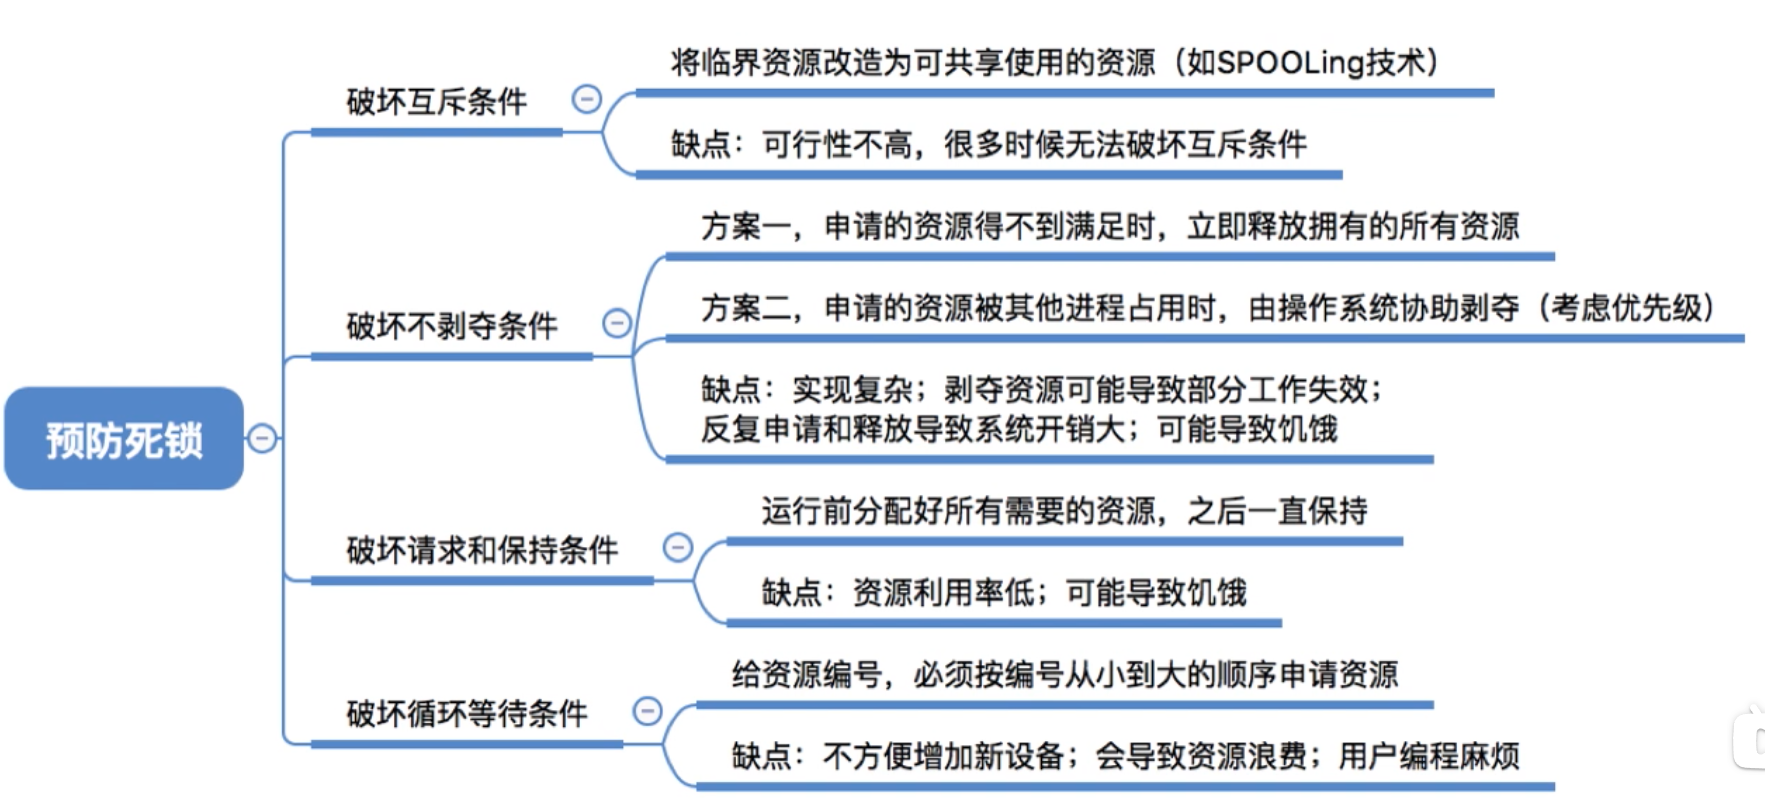 将临界资源改造为可共享使用的资源（如SPOOLing技术）
破坏互斥条件
缺点：可行性不高，很多时候无法破坏互斥条件
方案一，申请的资源得不到满足时，立即释放拥有的所有资源
方案二，申请的资源被其他进程占用时，由操作系统协助剥夺（考虑优先级）
破坏不剥夺条件
缺点：实现复杂；剥夺资源可能导致部分工作失效；
反复申请和释放导致系统开销大；可能导致饥饿
预防死锁
运行前分配好所有需要的资源，之后一直保持
破坏请求和保持条件
缺点：资源利用率低；可能导致饥饿
给资源编号，必须按编号从小到大的顺序申请资源
破坏循环等待条件
缺点：不方便增加新设备；会导致资源浪费；用户编程麻烦